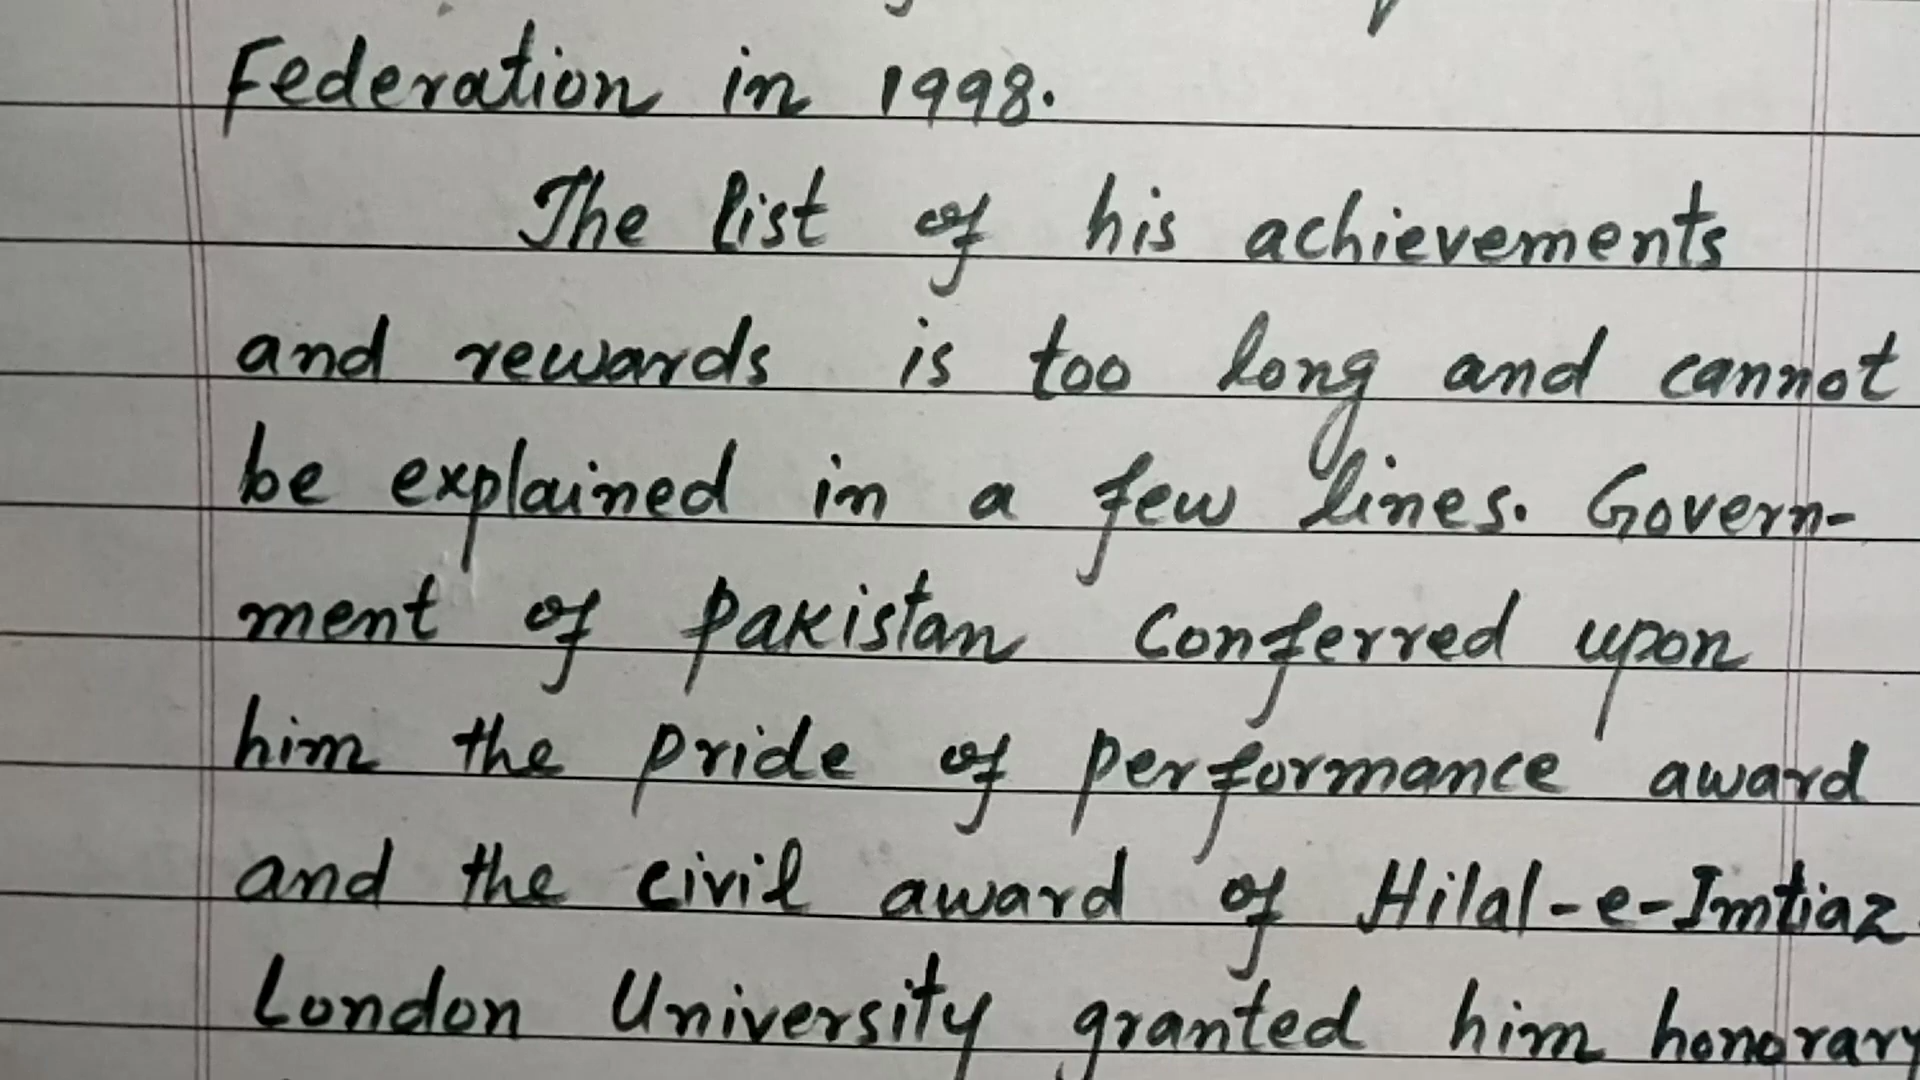 Federation in 1998.
The list of his achievements
and rewards is too long and cannot
be explained in a few lines. Govern-
ment of pakistan Conferred upon
him the pride of performance award
and the civil award of Hilal-e-Imtiaz.
London University granted him honorary